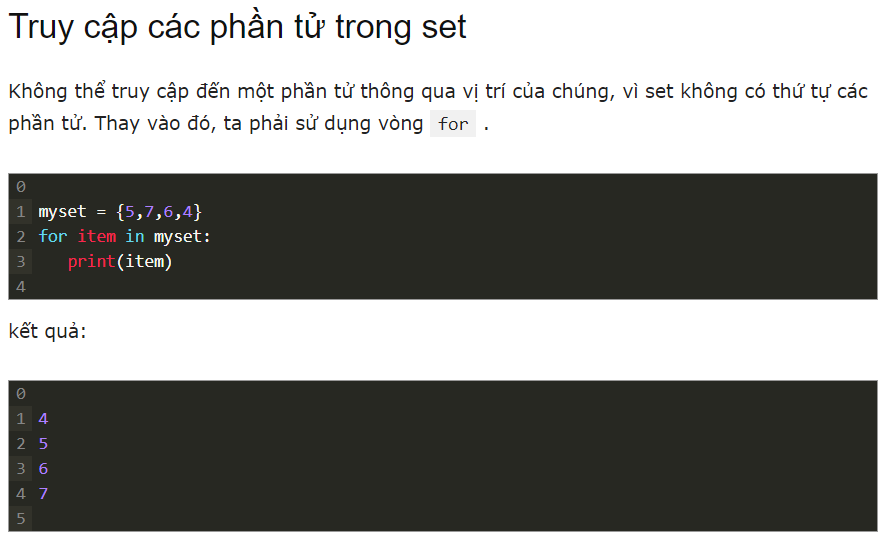 Truy cập các phần tử trong set
Không thể truy cập đến một phần tử thông qua vị trí của chúng, vì set không có thứ tự các
phần tử. Thay vào đó, ta phải sử dụng vòng for .
0
1 myset = {5,7,6,4}
2 for item in myset:
3    print(item)
4
kết quả:
0
1 4
2 5
3 6
4 7
5